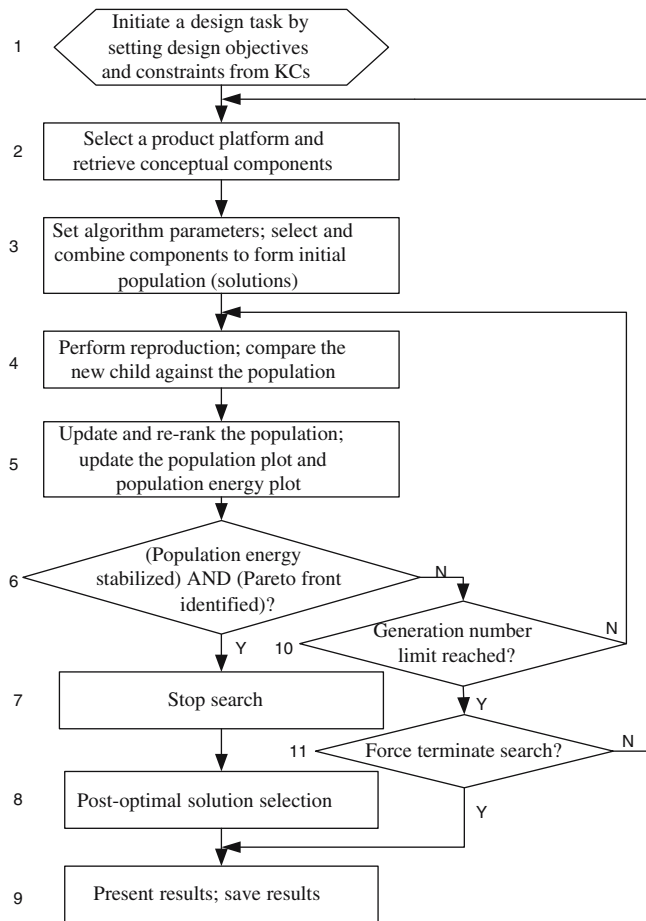 1
Initiate a design task by
setting design objectives
and constraints from KCs
2
Select a product platform and
retrieve conceptual components
3
Set algorithm parameters; select and
combine components to form initial
population (solutions)
4
Perform reproduction; compare the
new child against the population
5
Update and re-rank the population;
update the population plot and
population energy plot
6
(Population energy
stabilized) AND (Pareto front
identified)?
N
Y
10
Generation number
limit reached?
N
Y
7
Stop search
11
Force terminate search?
N
Y
8
Post-optimal solution selection
9
Present results; save results